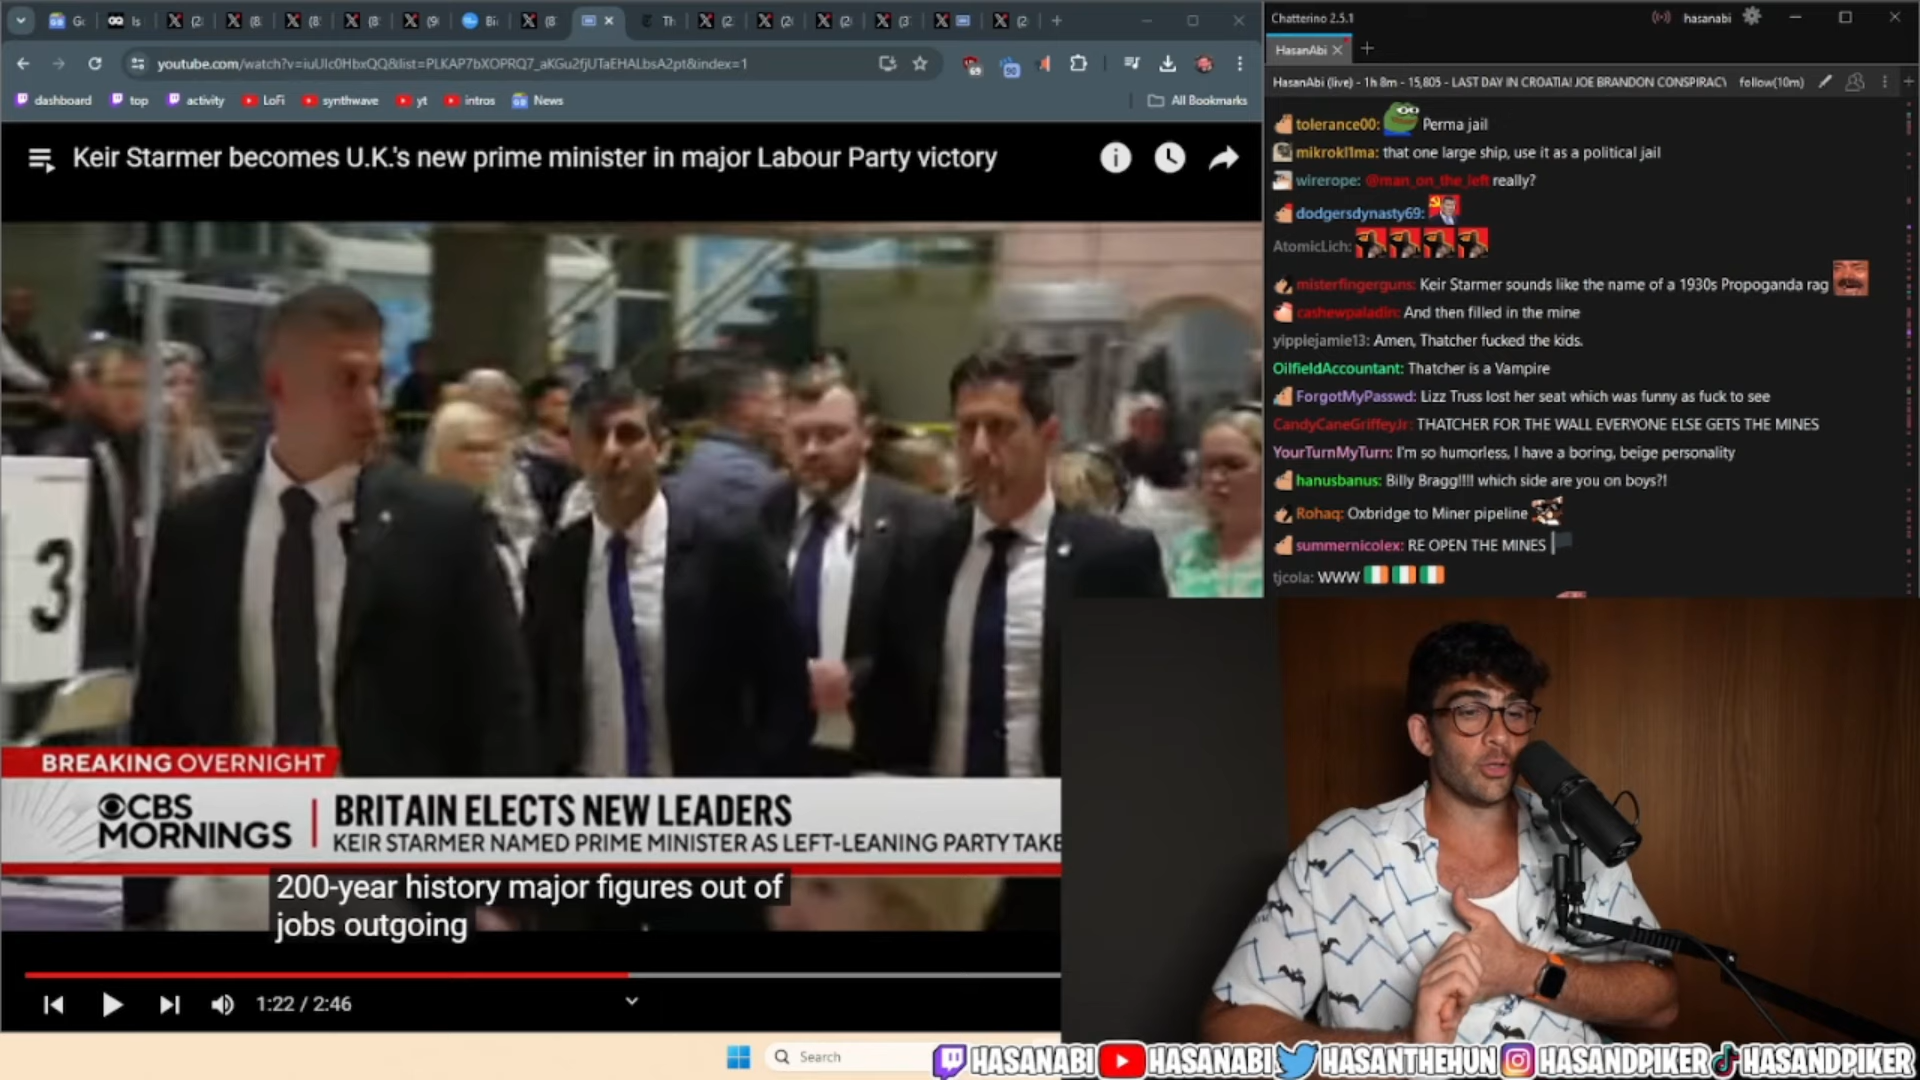 Bi
Th
youtube.com/watch?v=iuUIc0HbxQQ&list=PLKAP7bXOPRQ7_aKGu2fjUTaEHALbsA2pt&index=1
dashboard
top
activity
LoFi
synthwave
yt
intros
News
All Bookmarks
Keir Starmer becomes U.K.'s new prime minister in major Labour Party victory
3
BREAKING OVERNIGHT
CBS
MORNINGS
BRITAIN ELECTS NEW LEADERS
KEIR STARMER NAMED PRIME MINISTER AS LEFT-LEANING PARTY TAKE
200-year history major figures out of
jobs outgoing
1:22 / 2:46
Search
Chatterino 2.5.1
hasanabi
HasanAbi
HasanAbi (live) - 1h 8m - 15,805 - LAST DAY IN CROATIA! JOE BRANDON CONSPIRACY
follow(10m)
tolerance00: Perma jail
mikrokl1ma: that one large ship, use it as a political jail
wirerope: @man_on_the_left really?
dodgersdynasty69:
AtomicLich:
misterfingerguns: Keir Starmer sounds like the name of a 1930s Propoganda rag
cashewpaladin: And then filled in the mine
yipplejamie13: Amen, Thatcher fucked the kids.
OilfieldAccountant: Thatcher is a Vampire
ForgotMyPasswd: Lizz Truss lost her seat which was funny as fuck to see
CandyCaneGriffeyJr: THATCHER FOR THE WALL EVERYONE ELSE GETS THE MINES
YourTurnMyTurn: I'm so humorless, I have a boring, beige personality
hanusbanus: Billy Bragg!!!! which side are you on boys?!
Rohaq: Oxbridge to Miner pipeline
summernicolex: RE OPEN THE MINES
tjcola: WWW
HASANABI HASANABI HASANTHEHUN HASANDPIKER HASANDPIKER